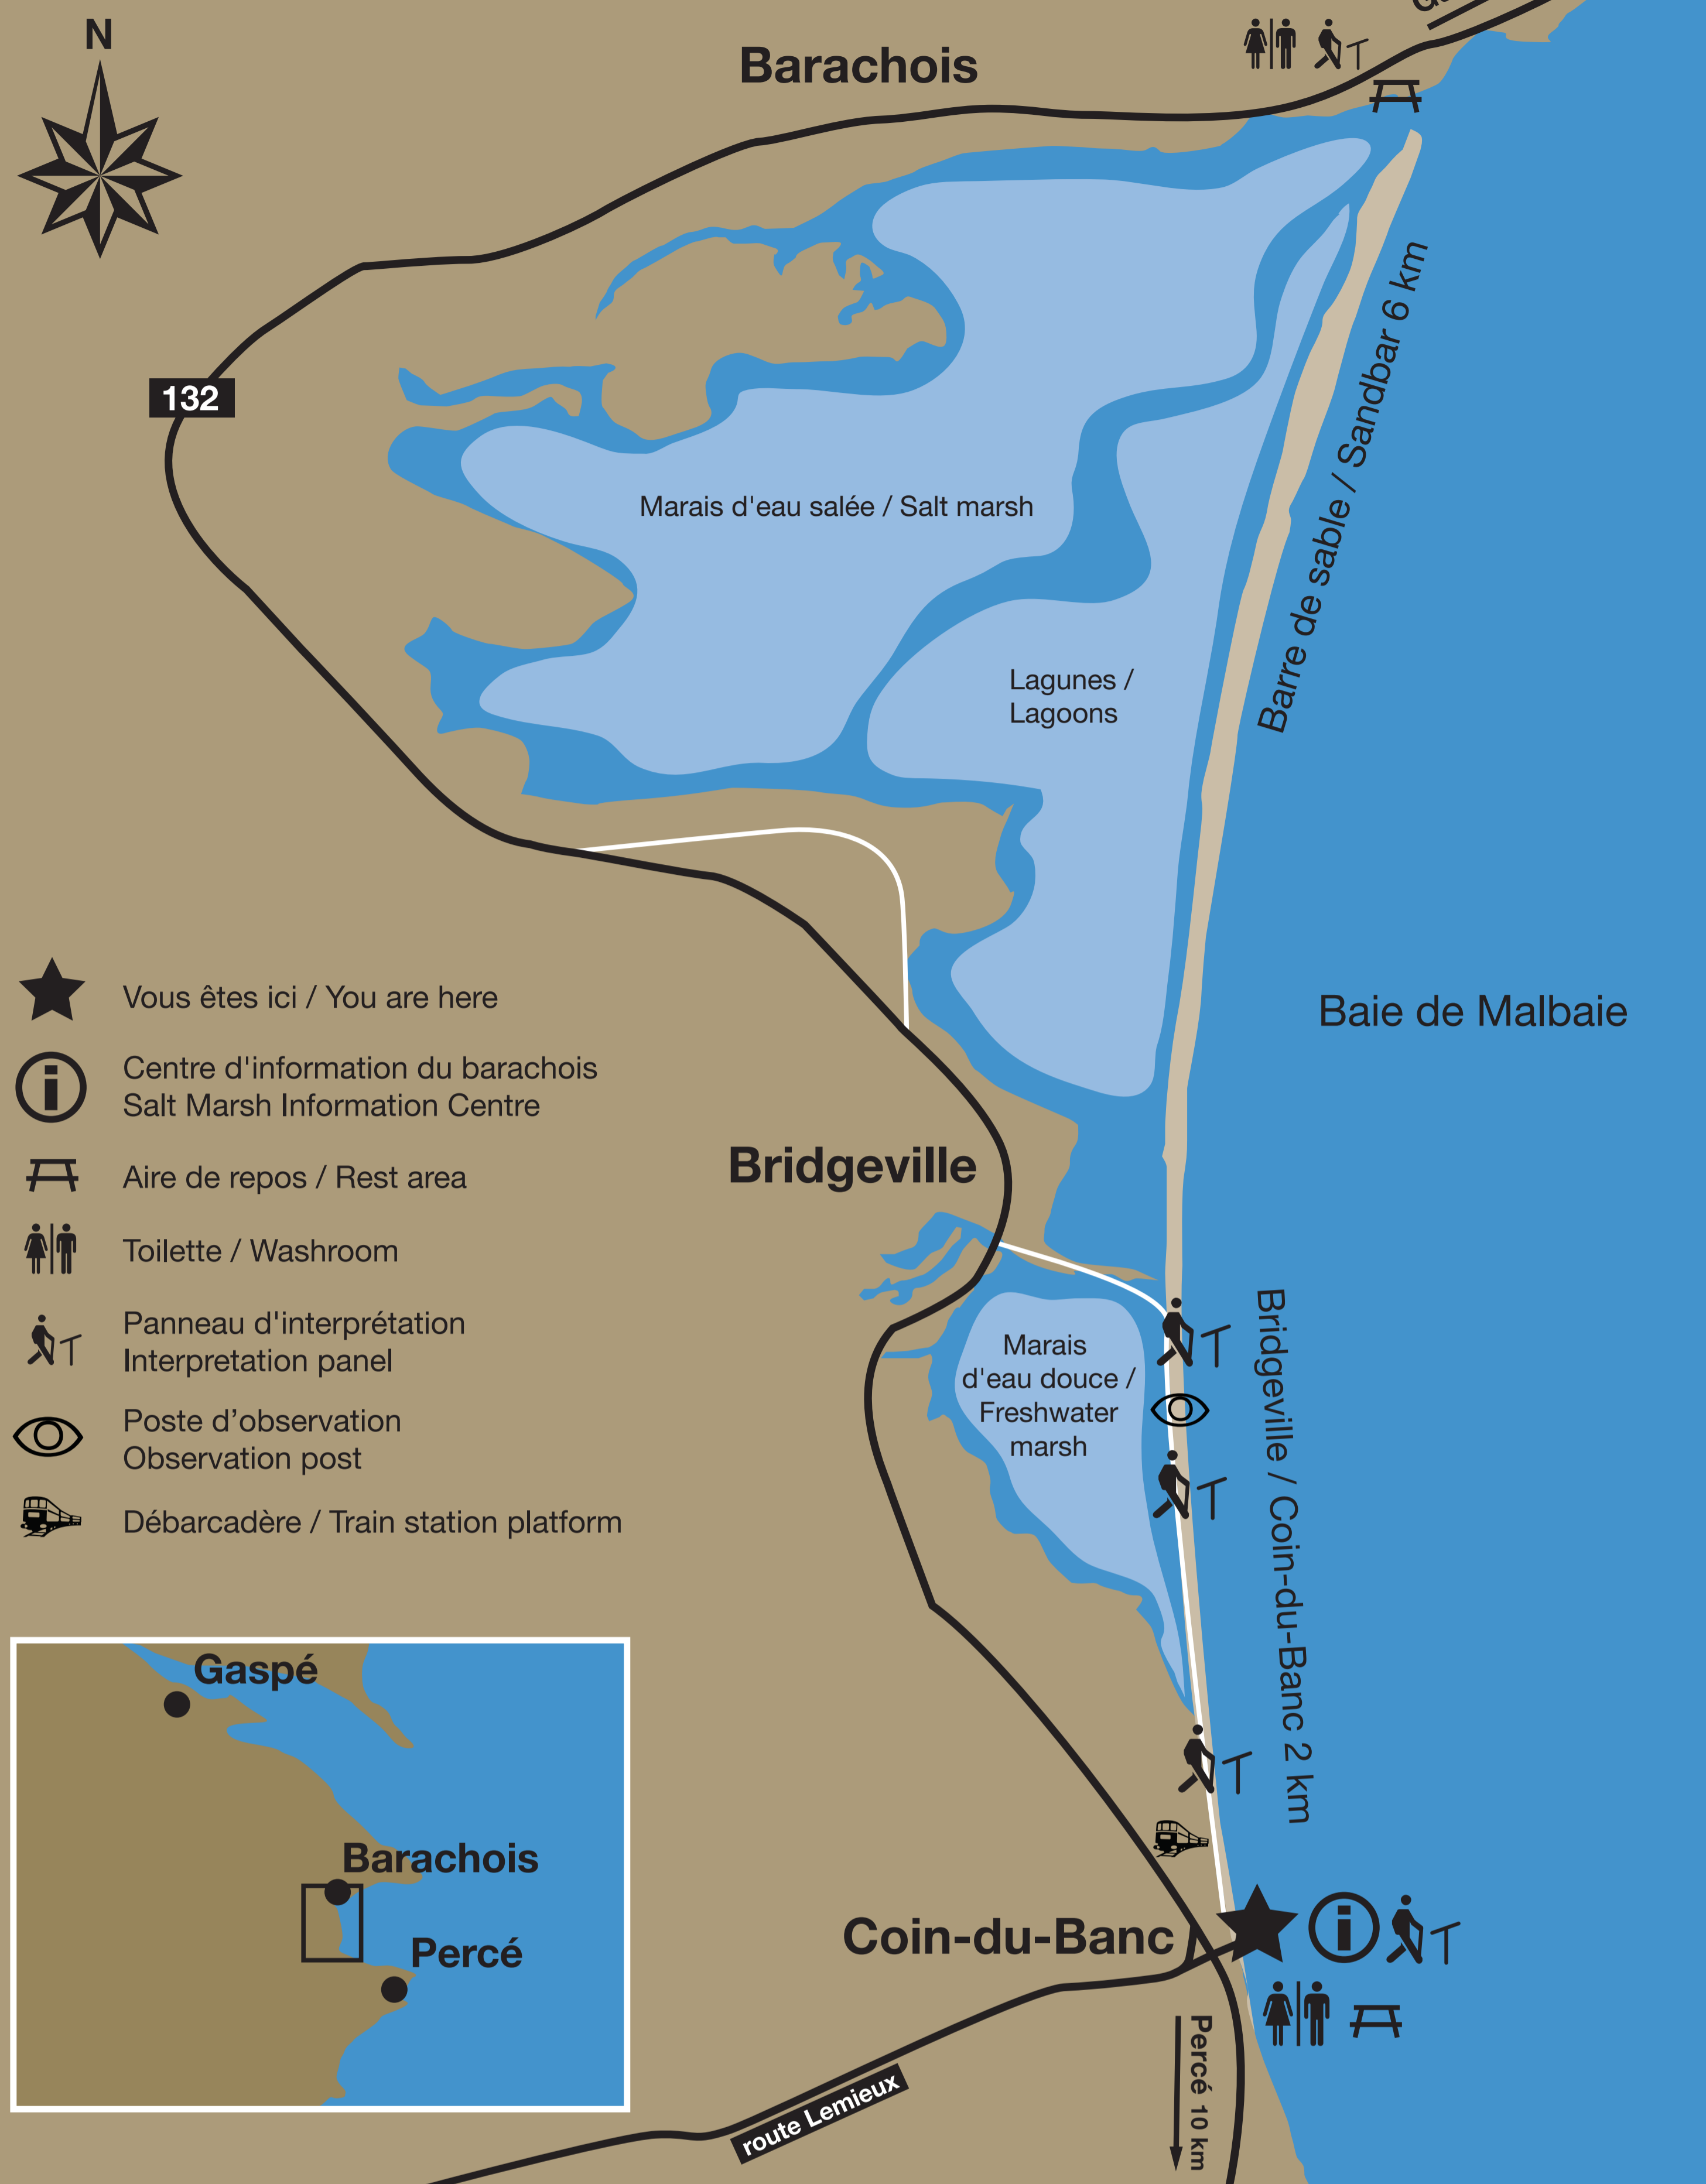 N
Barachois
132
Barre de sable / Sandbar 6 km
Marais d'eau salée / Salt marsh
Lagunes /
Lagoons
Baie de Malbaie
Vous êtes ici / You are here
Centre d'information du barachois
Salt Marsh Information Centre
Aire de repos / Rest area
Toilette / Washroom
Panneau d'interprétation
Interpretation panel
Poste d’observation
Observation post
Débarcadère / Train station platform
Bridgeville
Marais
d'eau douce /
Freshwater
marsh
Bridgeville / Coin-du-Banc 2 km
Gaspé
Barachois
Percé
Coin-du-Banc
Percé 10 km
route Lemieux